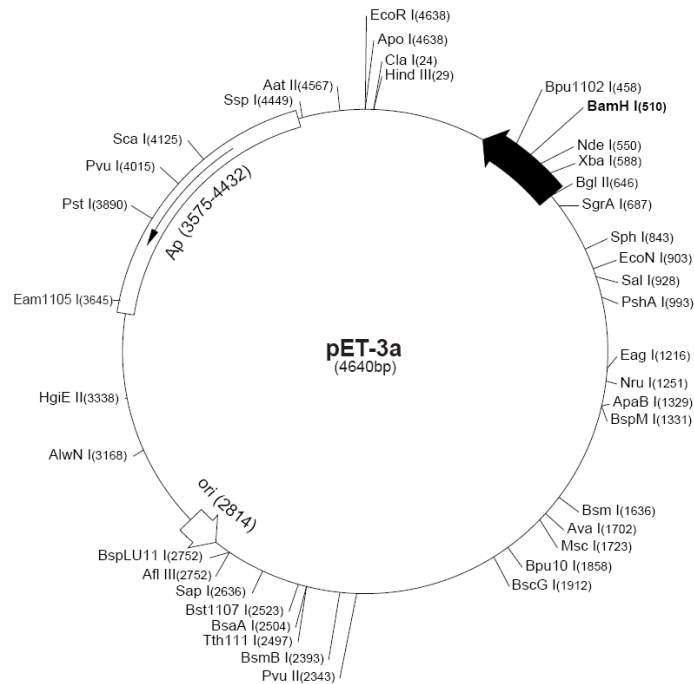 EcoR I(4638)
Apo I(4638)
Cla I(24)
Hind III(29)
Bpu1102 I(458)
BamH I(510)
Nde I(550)
Xba I(588)
Bgl II(646)
SgrA I(687)
Sph I(843)
EcoN I(903)
Sal I(928)
PshA I(993)
Eag I(1216)
Nru I(1251)
ApaB I(1329)
BspM I(1331)
Bsm I(1636)
Ava I(1702)
Msc I(1723)
Bpu10 I(1858)
BscG I(1912)
Pvu II(2343)
BsmB I(2393)
Tth111 I(2497)
BsaA I(2504)
Bst1107 I(2523)
Sap I(2636)
Afl III(2752)
BspLU11 I(2752)
ori (2814)
AlwN I(3168)
HgiE II(3338)
Eam1105 I(3645)
Pst I(3890)
Pvu I(4015)
Sca I(4125)
Ap (3575-4432)
Ssp I(4449)
Aat II(4567)
pET-3a
(4640bp)